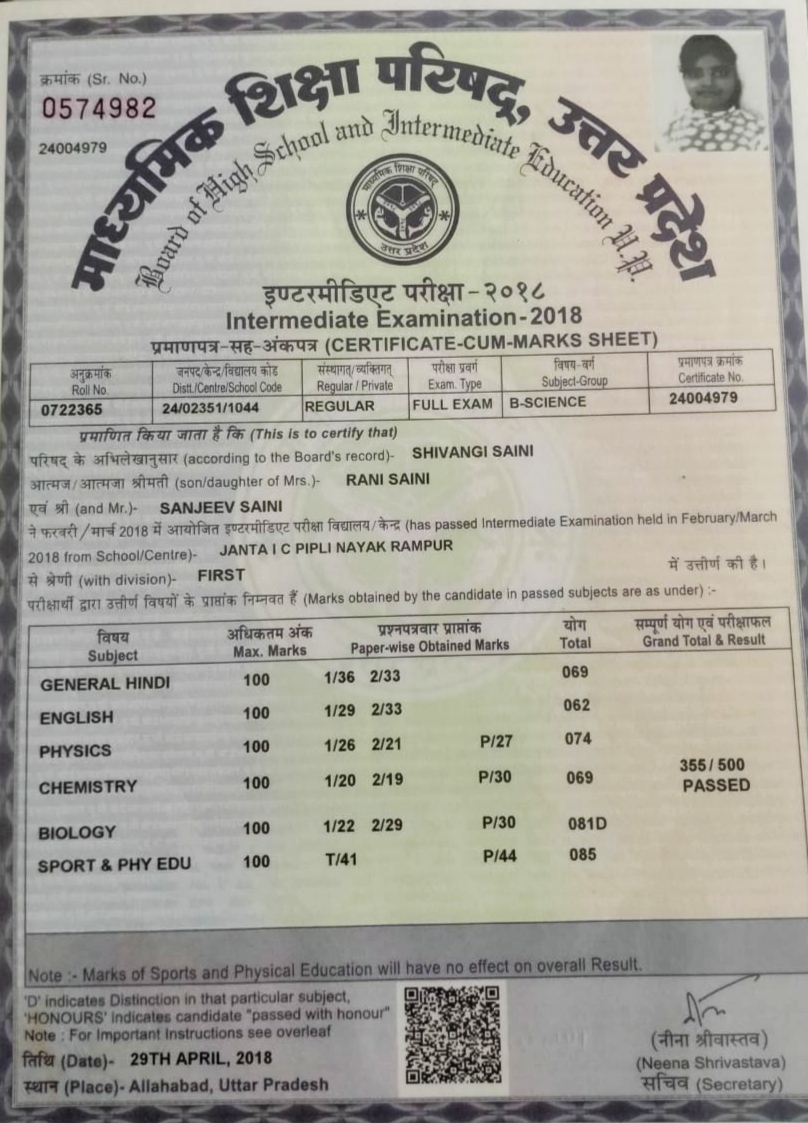 क्रमांक (Sr. No.)
0574982
24004979
माध्यमिक शिक्षा परिषद्, उत्तर प्रदेश
Board of High School and Intermediate Education U.P.
माध्यमिक शिक्षा परिषद्
उत्तर प्रदेश
इण्टरमीडिएट परीक्षा-२०१८
Intermediate Examination-2018
प्रमाणपत्र-सह-अंकपत्र (CERTIFICATE-CUM-MARKS SHEET)
अनुक्रमांक जनपद/केन्द्र/विद्यालय कोड संस्थागत्/व्यक्तिगत् परीक्षा प्रवर्ग विषय-वर्ग प्रमाणपत्र क्रमांक
Roll No. Distt./Centre/School Code Regular / Private Exam. Type Subject-Group Certificate No.
0722365 24/02351/1044 REGULAR FULL EXAM B-SCIENCE 24004979
प्रमाणित किया जाता है कि (This is to certify that)
परिषद् के अभिलेखानुसार (according to the Board's record)- SHIVANGI SAINI
आत्मज/आत्मजा श्रीमती (son/daughter of Mrs.)- RANI SAINI
एवं श्री (and Mr.)- SANJEEV SAINI
ने फरवरी/मार्च 2018 में आयोजित इण्टरमीडिएट परीक्षा विद्यालय/केन्द्र (has passed Intermediate Examination held in February/March
2018 from School/Centre)- JANTA I C PIPLI NAYAK RAMPUR
से श्रेणी (with division)- FIRST में उत्तीर्ण की है।
परीक्षार्थी द्वारा उत्तीर्ण विषयों के प्राप्तांक निम्नवत हैं (Marks obtained by the candidate in passed subjects are as under) :-
विषय अधिकतम अंक प्रश्नपत्रवार प्राप्तांक योग सम्पूर्ण योग एवं परीक्षाफल
Subject Max. Marks Paper-wise Obtained Marks Total Grand Total & Result
GENERAL HINDI 100 1/36 2/33 069
ENGLISH 100 1/29 2/33 062
PHYSICS 100 1/26 2/21 P/27 074
355/ 500
CHEMISTRY 100 1/20 2/19 P/30 069 PASSED
BIOLOGY 100 1/22 2/29 P/30 081D
SPORT & PHY EDU 100 T/41 P/44 085
Note :- Marks of Sports and Physical Education will have no effect on overall Result.
'D' indicates Distinction in that particular subject,
'HONOURS' Indicates candidate "passed with honour"
Note : For Important Instructions see overleaf
तिथि (Date)- 29TH APRIL, 2018
स्थान (Place)- Allahabad, Uttar Pradesh
(नीना श्रीवास्तव)
(Neena Shrivastava)
सचिव (Secretary)